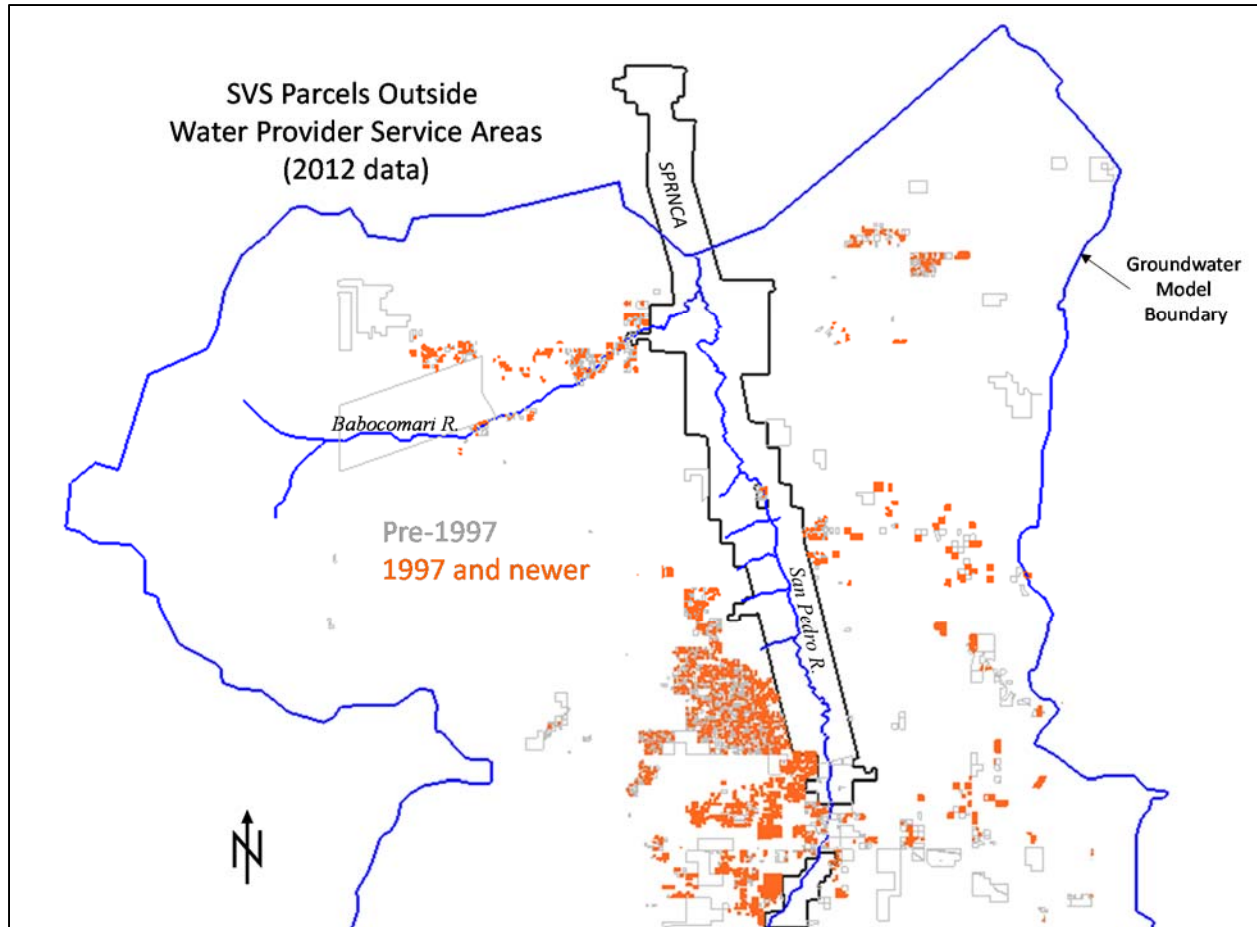 SVS Parcels Outside
Water Provider Service Areas
(2012 data)
SPRNCA
Groundwater
Model
Boundary
Babocomari R.
Pre-1997
1997 and newer
San Pedro R.
N